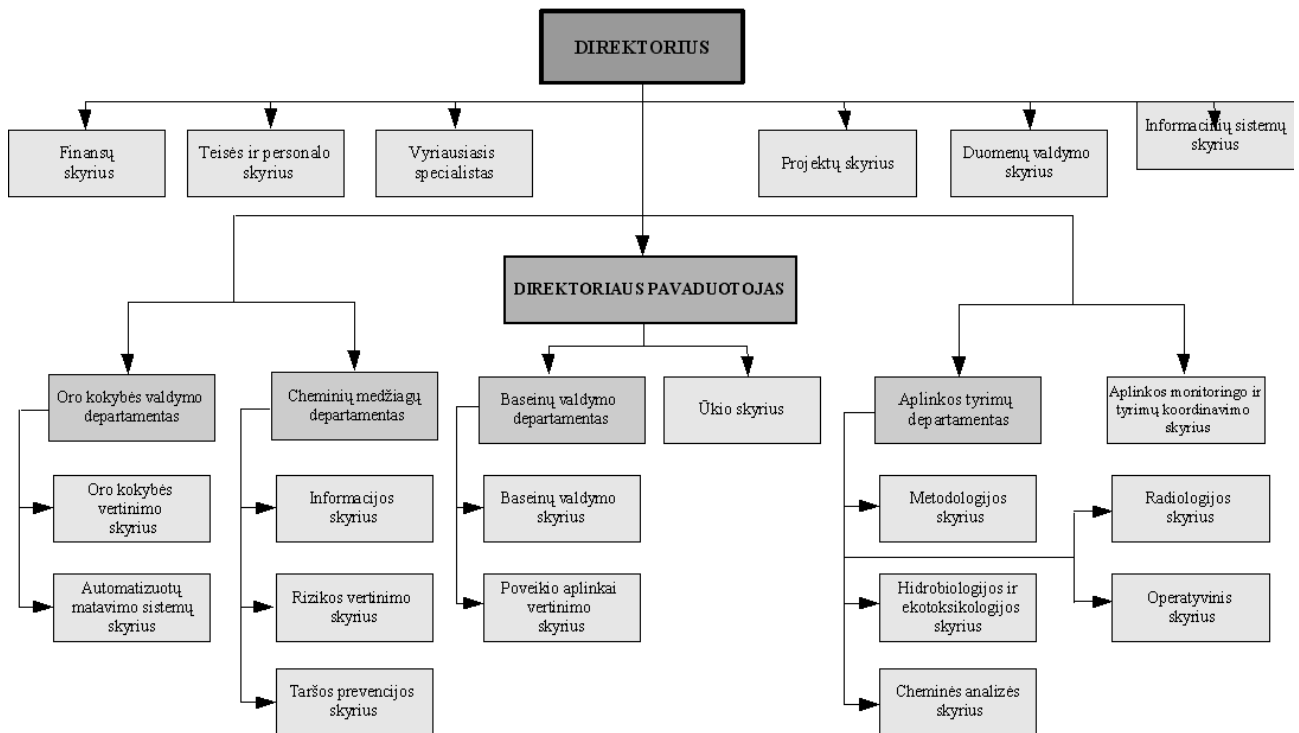 DIREKTORIUS
Finansų
skyrius
Teisės ir personalo
skyrius
Vyriausiasis
specialistas
Projektų skyrius
Duomenų valdymo
skyrius
Informacinių sistemų
skyrius
DIREKTORIAUS PAVADUOTOJAS
Oro kokybės valdymo
departamentas
Cheminių medžiagų
departamentas
Baseinų valdymo
departamentas
Ūkio skyrius
Aplinkos tyrimų
departamentas
Aplinkos monitoringo ir
tyrimų koordinavimo
skyrius
Oro kokybės
vertinimo
skyrius
Informacijos
skyrius
Baseinų valdymo
skyrius
Metodologijos
skyrius
Radiologijos
skyrius
Automatizuotų
matavimo sistemų
skyrius
Rizikos vertinimo
skyrius
Poveikio aplinkai
vertinimo
skyrius
Hidrobiologijos ir
ekotoksikologijos
skyrius
Operatyvinis
skyrius
Taršos prevencijos
skyrius
Cheminės analizės
skyrius